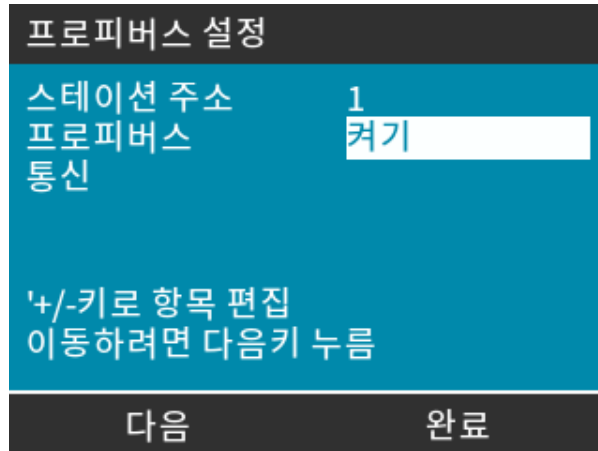 프로피버스 설정
스테이션 주소 1
프로피버스 켜기
통신
'+/-키로 항목 편집
이동하려면 다음키 누름
다음 완료